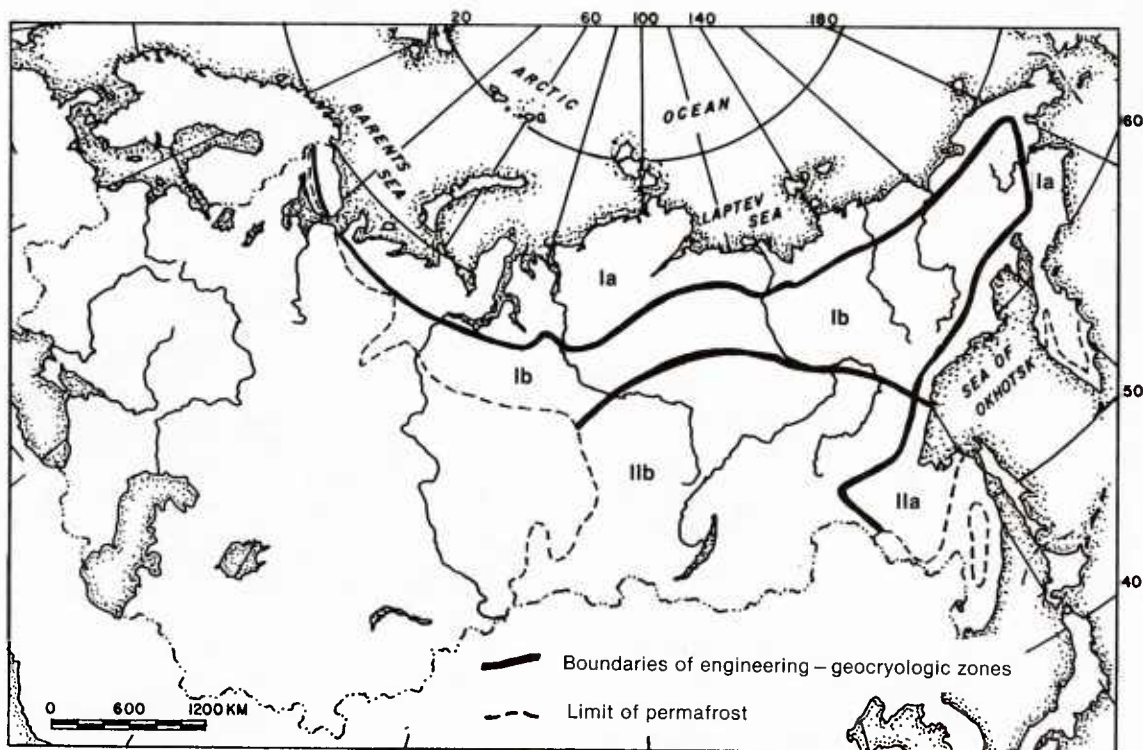 20 60 100 140 180
ARCTIC
OCEAN
BARENTS
SEA
LAPTEV
SEA
60
Ia
Ia
Ib
Ib
SEA OF
OKHOTSK
50
IIb
IIa
40
Boundaries of engineering – geocryologic zones
0 600 1200 KM
Limit of permafrost